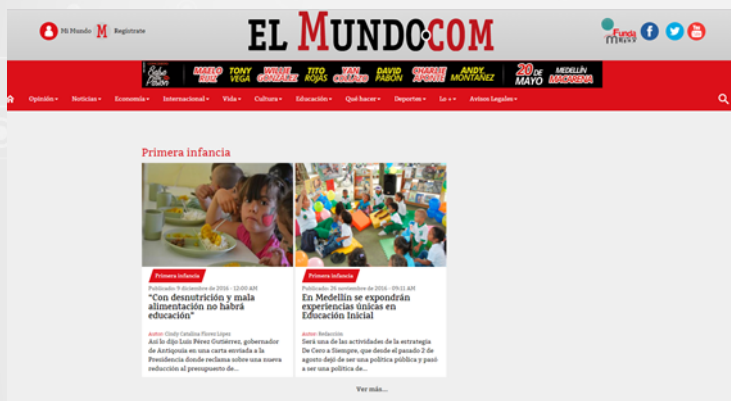 Mi Mundo M Regístrate
EL MUNDO.COM
Funda
MAELO RUIZ TONY VEGA WILLIE GONZÁLEZ TITO ROJAS YAN COLLAZO DAVID PABÓN CHARLIE APONTE ANDY MONTAÑEZ 20 DE MAYO MEDELLÍN MACARENA
Opinión Noticias Economía Internacional Vida Cultura Educación Qué hacer Deportes Lo + Avisos Legales
Primera infancia
Primera infancia
Publicado: 9 diciembre de 2016 - 12:00 AM
"Con desnutrición y mala
alimentación no habrá
educación"
Autor: Cindy Catalina Flores López
Así lo dijo Luis Pérez Gutiérrez, gobernador
de Antioquia en una carta enviada a la
Presidencia donde reclama sobre una nueva
reducción al presupuesto de...
Primera infancia
Publicado: 26 noviembre de 2016 - 09:11 AM
En Medellín se expondrán
experiencias únicas en
Educación Inicial
Autor: Redacción
Será una de las actividades de la estrategia
De Cero a Siempre, que desde el pasado 2 de
agosto dejó de ser una política pública y pasó
a ser una política de...
Ver más...